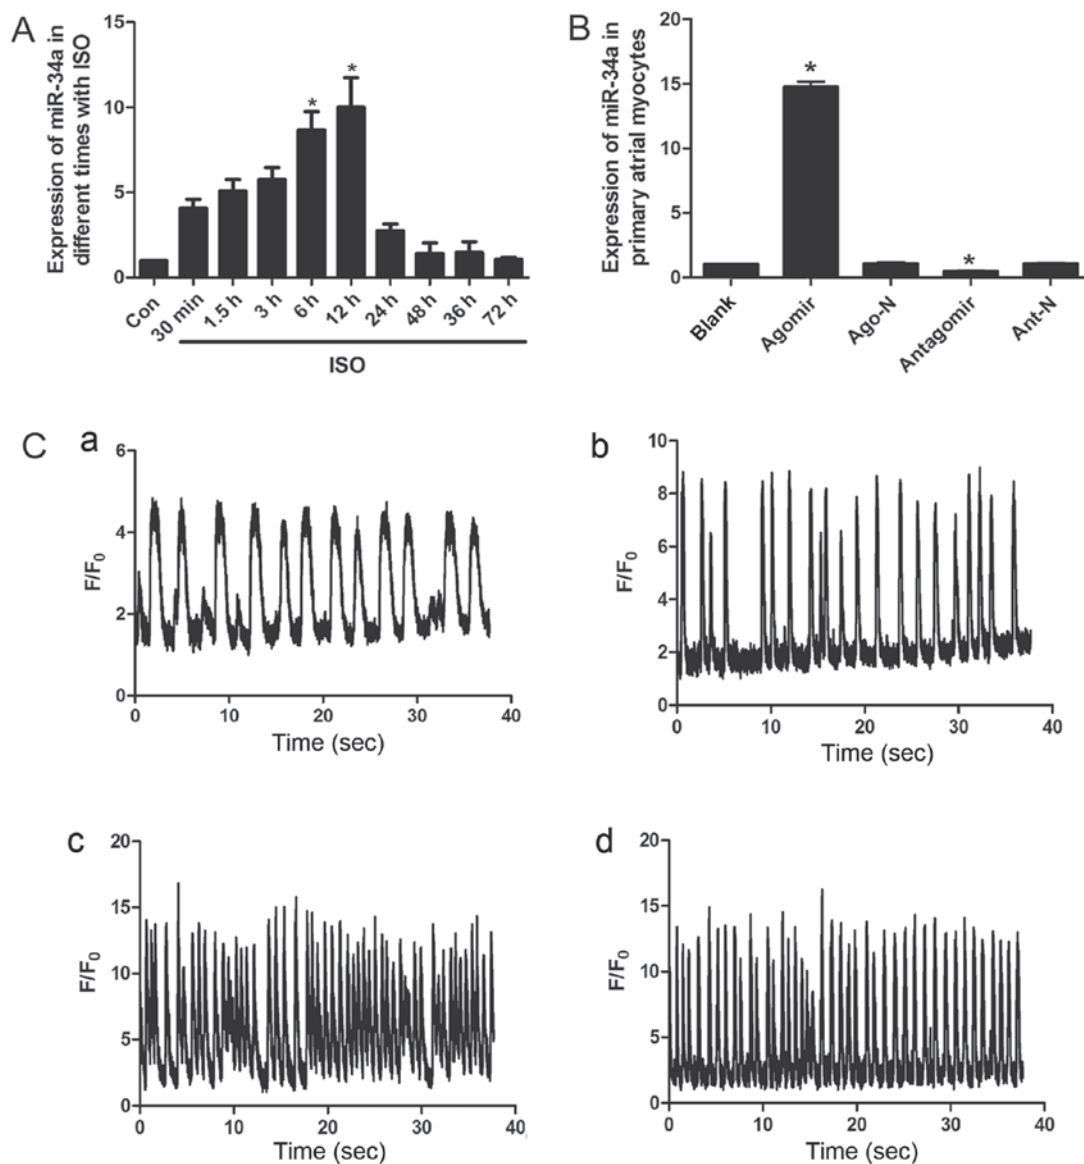 A
Expression of miR-34a in
different times with ISO
15
10
5
0
*
*
Con
30 min
1.5 h
3 h
6 h
12 h
24 h
48 h
36 h
72 h
ISO
B
Expression of miR-34a in
primary atrial myocytes
20
15
10
5
0
*
*
Blank
Agomir
Ago-N
Antagomir
Ant-N
C
a
F/F0
6
4
2
0
0 10 20 30 40
Time (sec)
b
F/F0
10
8
6
4
2
0
0 10 20 30 40
Time (sec)
c
F/F0
20
15
10
5
0
0 10 20 30 40
Time (sec)
d
F/F0
20
15
10
5
0
0 10 20 30 40
Time (sec)